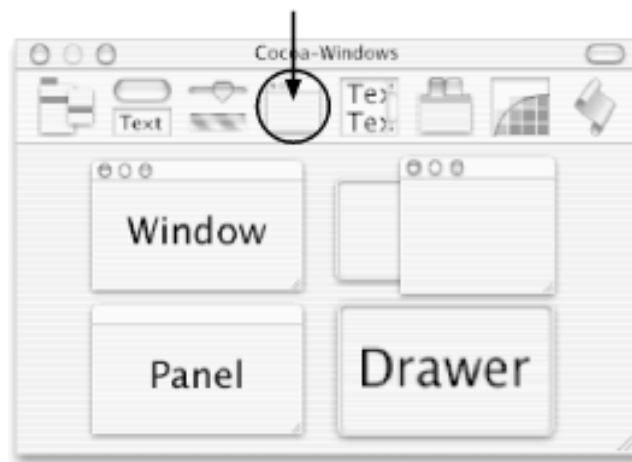 Cocoa-Windows
Text
Tex
Tex
Window
Panel
Drawer